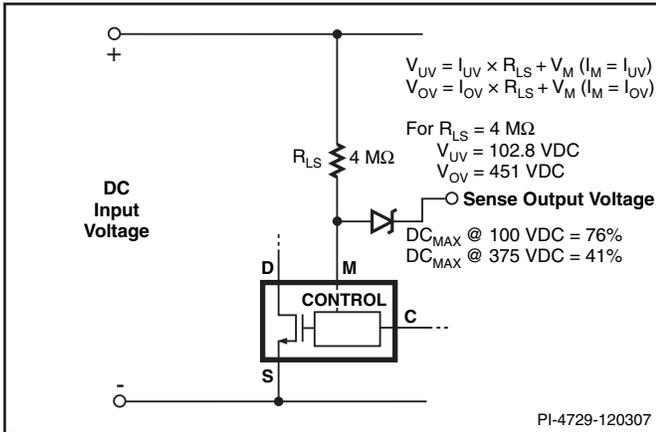 +
V_UV = I_UV × R_LS + V_M (I_M = I_UV)
V_OV = I_OV × R_LS + V_M (I_M = I_OV)
For R_LS = 4 MΩ
V_UV = 102.8 VDC
V_OV = 451 VDC
R_LS 4 MΩ
DC
Input
Voltage
Sense Output Voltage
DC_MAX @ 100 VDC = 76%
DC_MAX @ 375 VDC = 41%
D M
CONTROL
C
S
-
PI-4729-120307